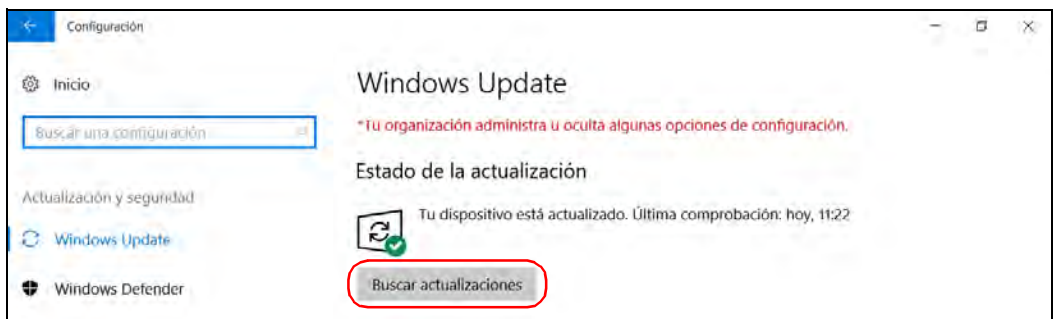 Configuración
Inicio
Buscar una configuración
Actualización y seguridad
Windows Update
Windows Defender
Windows Update
*Tu organización administra u oculta algunas opciones de configuración.
Estado de la actualización
Tu dispositivo está actualizado. Última comprobación: hoy, 11:22
Buscar actualizaciones